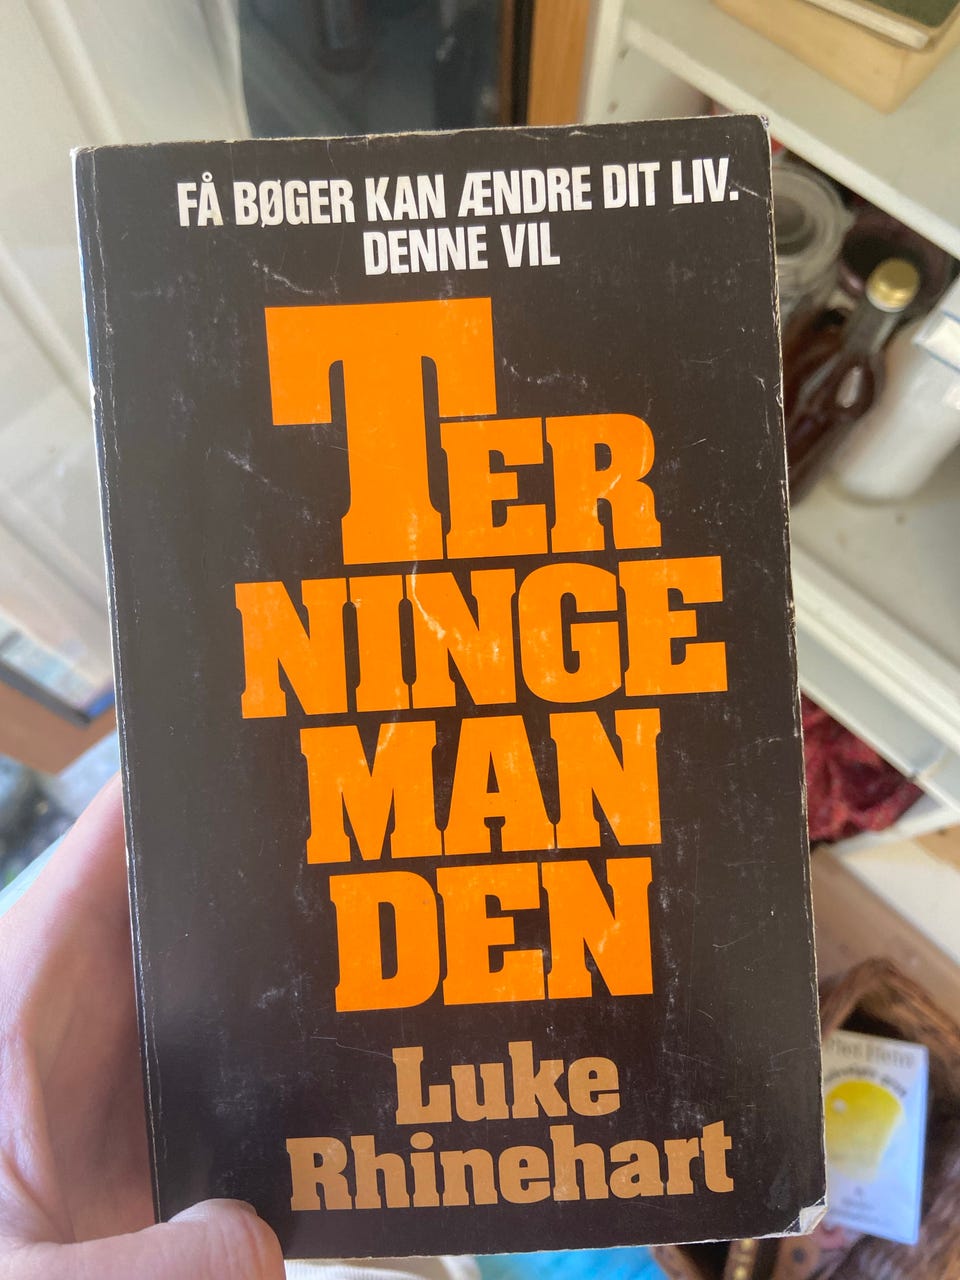 FÅ BØGER KAN ÆNDRE DIT LIV.
DENNE VIL
TER
NINGE
MAN
DEN
Luke
Rhinehart